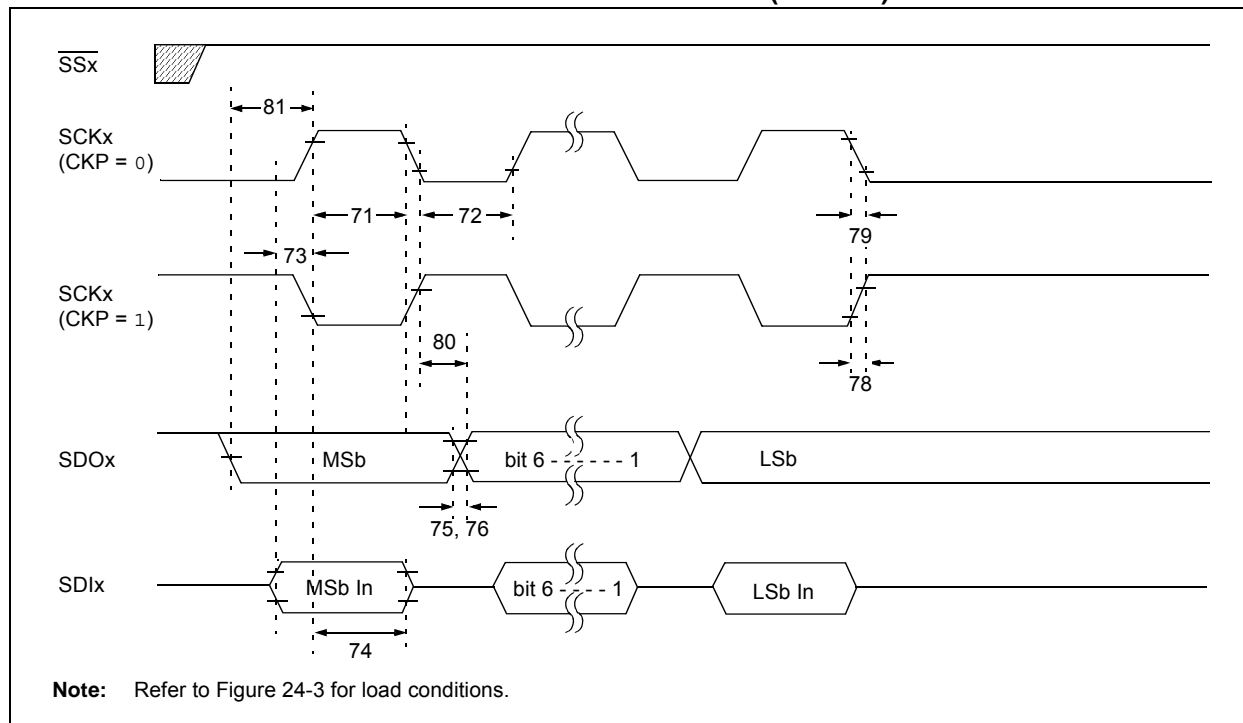 SSx
81
SCKx
(CKP = 0)
71
72
79
73
SCKx
(CKP = 1)
80
78
SDOx
MSb
bit 6 - - - - - - 1
LSb
75, 76
SDIx
MSb In
bit 6 - - - - 1
LSb In
74
Note: Refer to Figure 24-3 for load conditions.